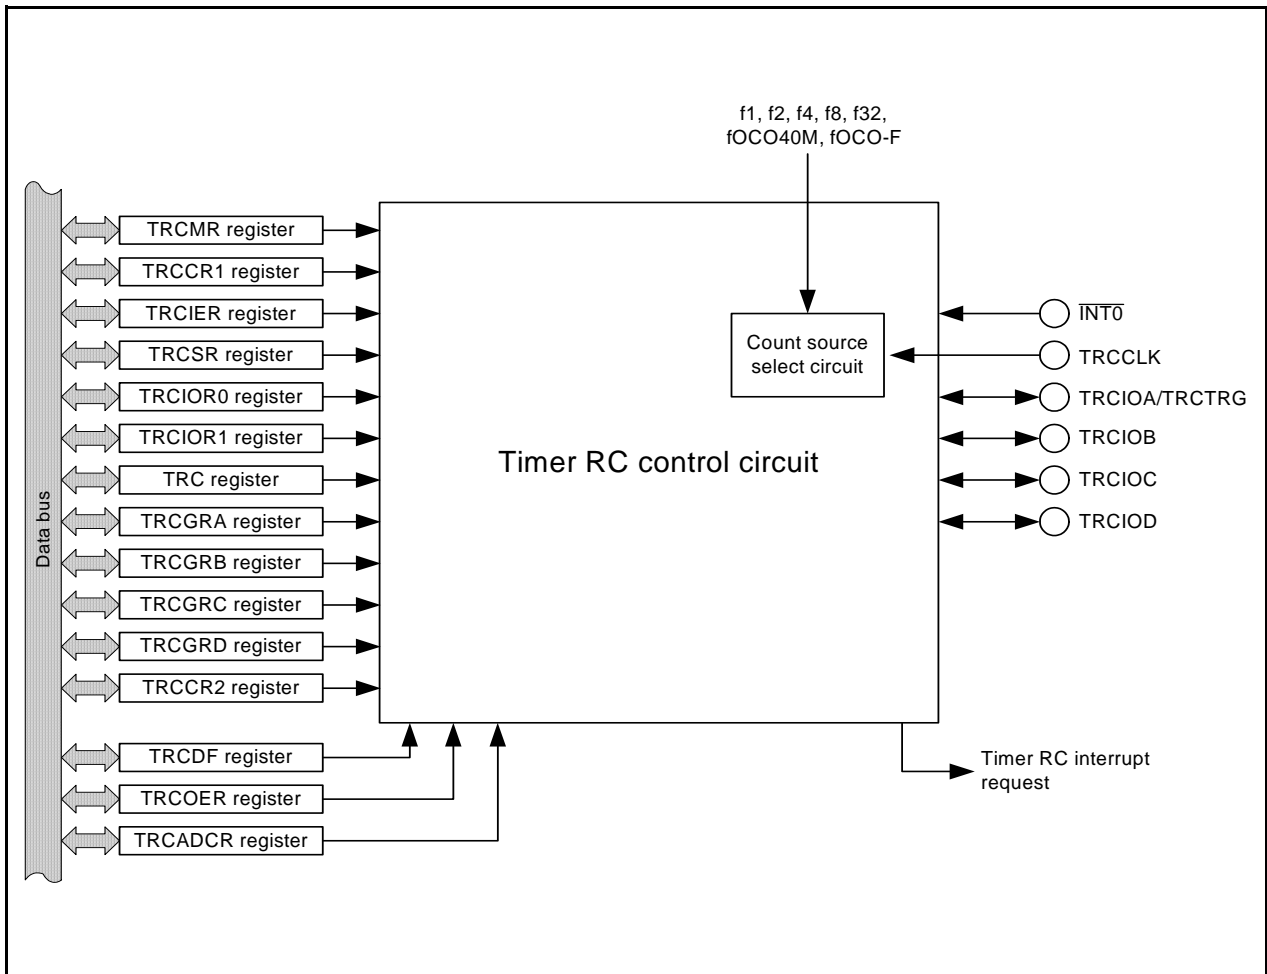 f1, f2, f4, f8, f32,
fOCO40M, fOCO-F
TRCMR register
TRCCR1 register
TRCIER register
TRCSR register
TRCIOR0 register
TRCIOR1 register
TRC register
TRCGRA register
TRCGRB register
TRCGRC register
TRCGRD register
TRCCR2 register
TRCDF register
TRCOER register
TRCADCR register
Data bus
Timer RC control circuit
Count source
select circuit
INT0
TRCCLK
TRCIOA/TRCTRG
TRCIOB
TRCIOC
TRCIOD
Timer RC interrupt
request